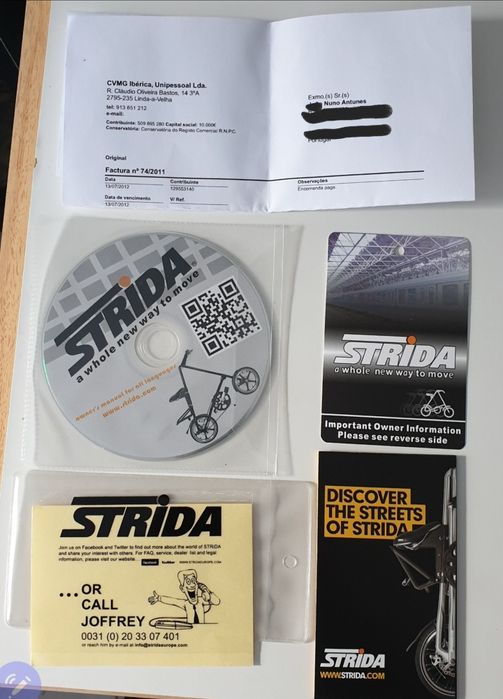 CVMG Ibérica, Unipessoal Lda.
R. Cláudio Oliveira Bastos, 14 3ºA
2795-235 Linda-a-Velha
tel: 913 851 212
e-mail:
Contribuinte: 509 865 280 Capital social: 10.000€
Conservatória: Conservatória do Registo Comercial R.N.P.C.
Exmo.(s) Sr.(s)
Nuno Antunes
Portugal
Original
Factura nº 74/2011
Data
Contribuinte
Observações
13/07/2012
129553140
Encomenda paga.
Data de vencimento
V/ Ref.
13/07/2012
STRIDA
a whole new way to move
owner's manual for all languages
www.strida.com
STRIDA
a whole new way to move
Important Owner Information
Please see reverse side
STRIDA
Join us on Facebook and Twitter to find out more about the world of STRIDA
and share your interest with others. For FAQ, service, dealer list and legal
information, please visit our website...
facebook
twitter
WWW.STRIDAEUROPE.COM
...OR
CALL
JOFFREY
0031 (0) 20 33 07 401
or reach him by e-mail at info@stridaeurope.com
DISCOVER
THE STREETS
OF STRIDA
STRIDA
WWW.STRIDA.COM